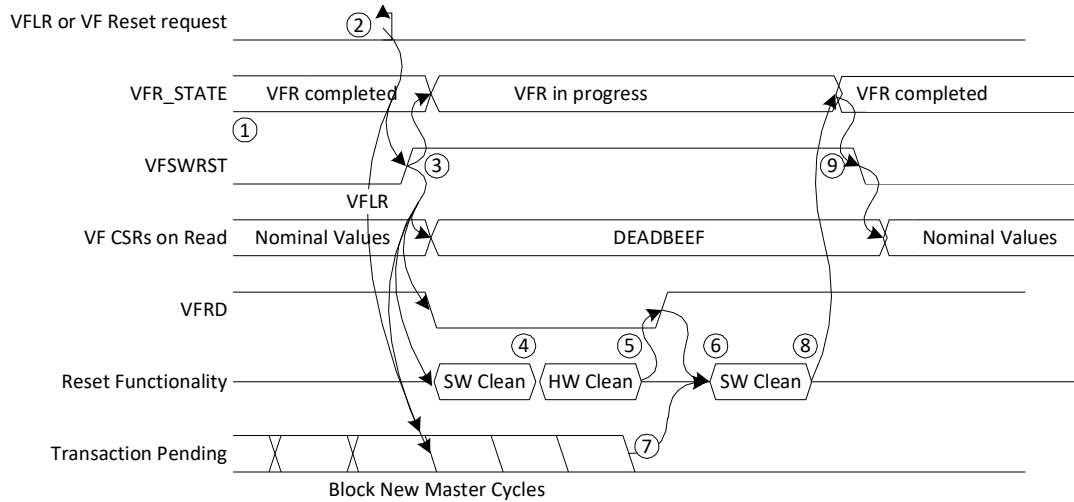 VFLR or VF Reset request
②
VFR_STATE
VFR completed
VFR in progress
VFR completed
①
VFSWRST
③
⑨
VFLR
VF CSRs on Read
Nominal Values
DEADBEEF
Nominal Values
VFRD
④
⑤
⑥
⑧
Reset Functionality
SW Clean
HW Clean
SW Clean
Transaction Pending
⑦
Block New Master Cycles